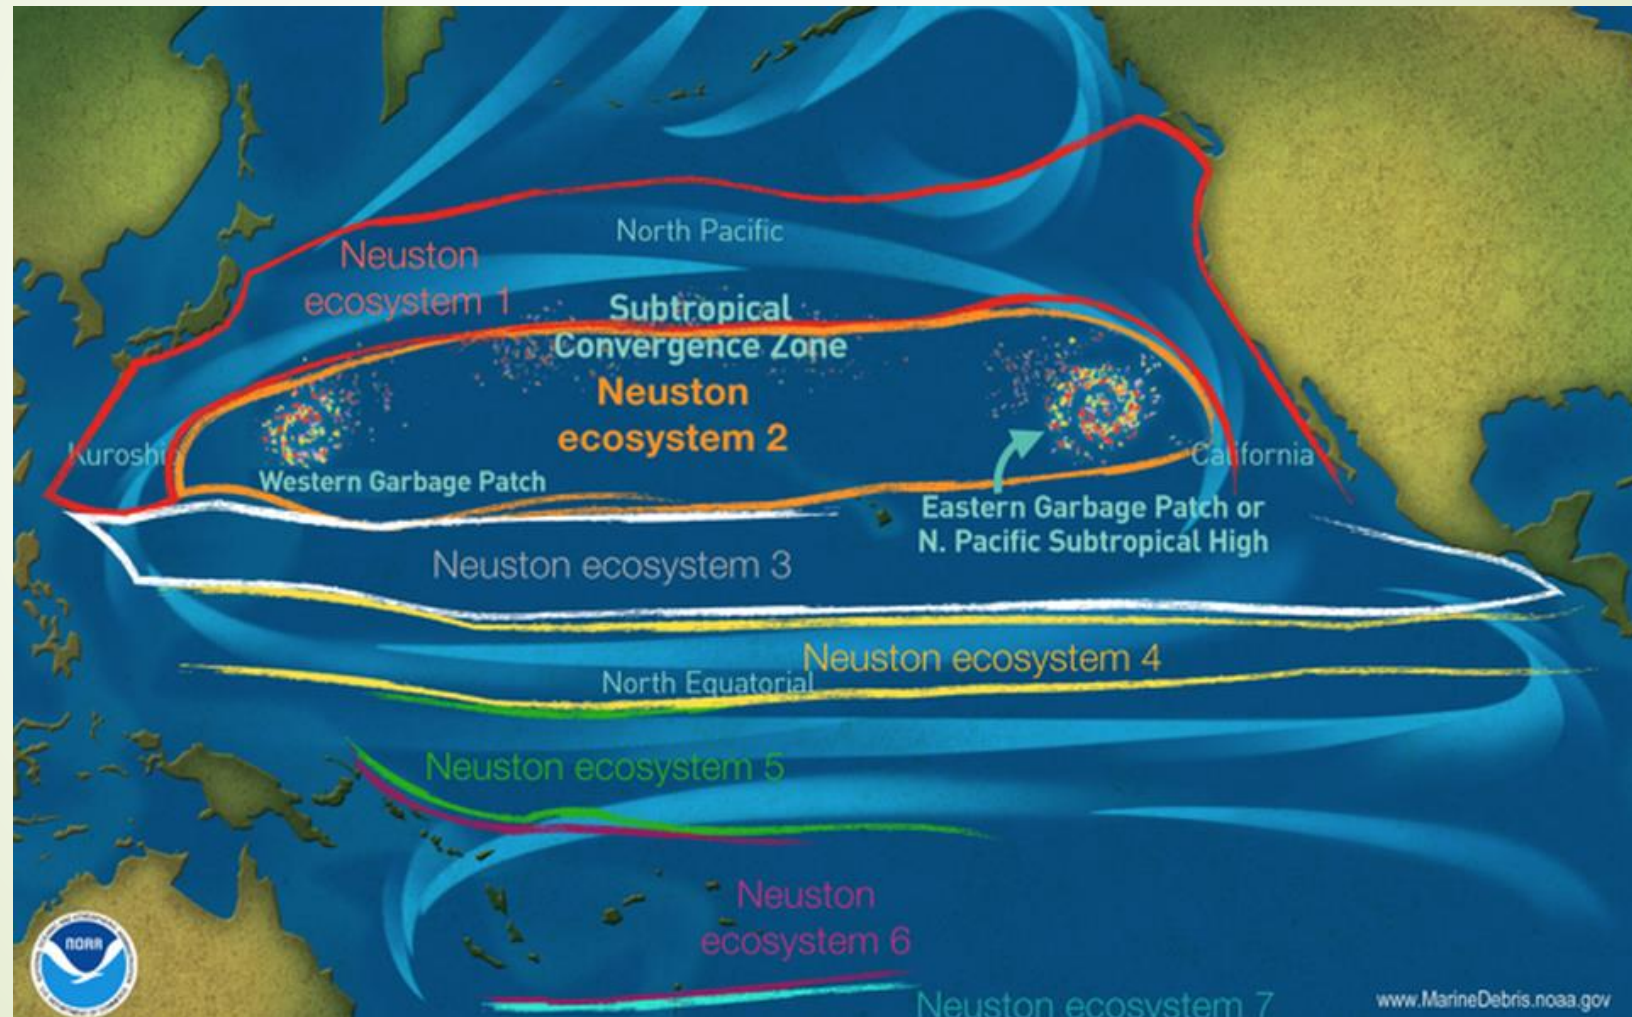 North Pacific
Neuston
ecosystem 1
Subtropical
Convergence Zone
Neuston
ecosystem 2
Kuroshio
Western Garbage Patch
California
Eastern Garbage Patch or
N. Pacific Subtropical High
Neuston ecosystem 3
Neuston ecosystem 4
North Equatorial
Neuston ecosystem 5
Neuston
ecosystem 6
Neuston ecosystem 7
NOAA
www.MarineDebris.noaa.gov